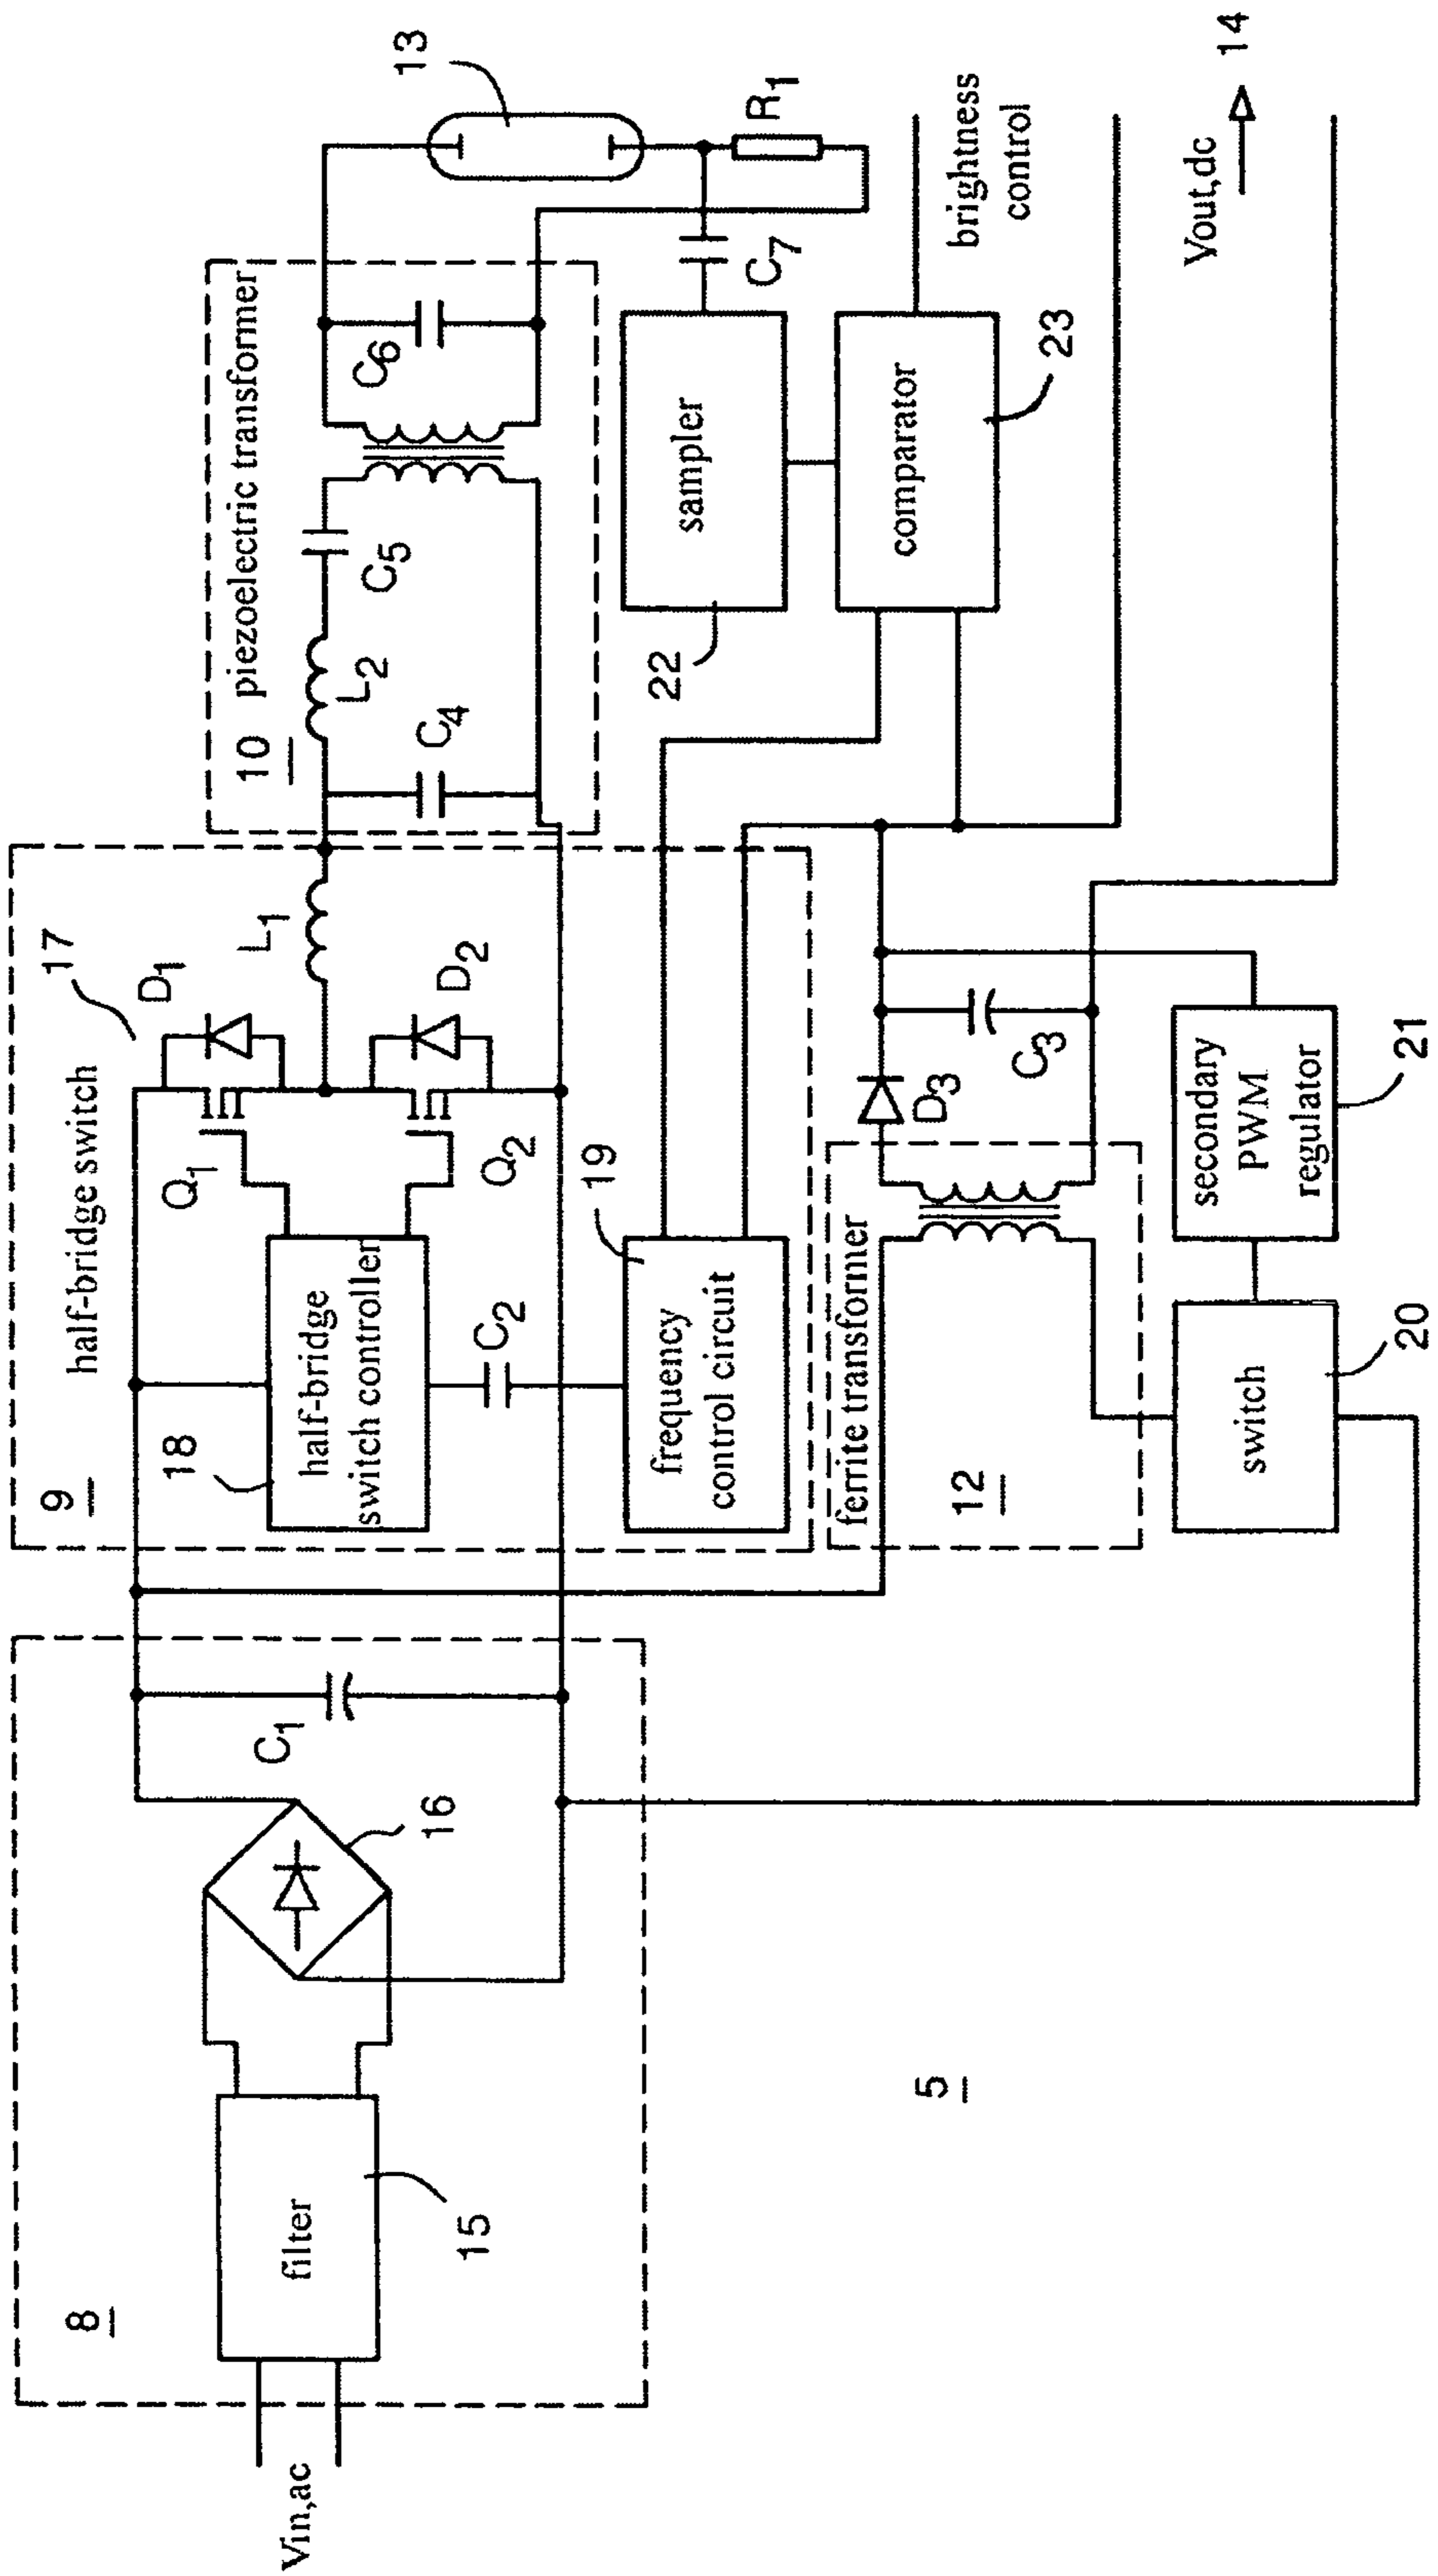 Vin,ac
8
filter
15
16
C1
9
half-bridge switch
17
18
half-bridge
switch controller
Q1
D1
Q2
D2
L1
C2
19
frequency
control circuit
10
piezoelectric transformer
L2
C4
C5
C6
13
R1
C7
22
sampler
comparator
23
brightness
control
ferrite transformer
12
D3
C3
switch
20
secondary
PWM
regulator
21
Vout,dc
14
5